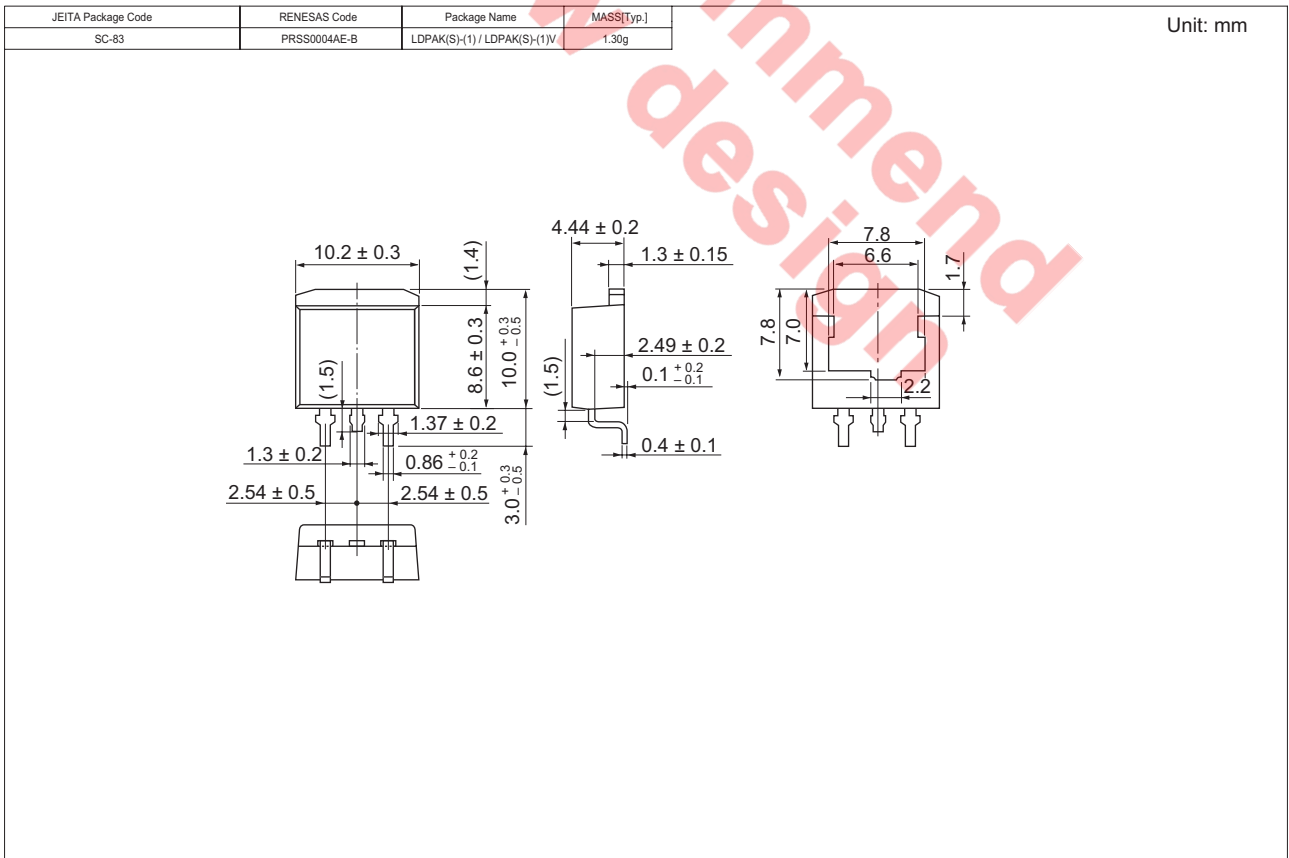 JEITA Package Code RENESAS Code Package Name MASS[Typ.]
SC-83 PRSS0004AE-B LDPAK(S)-(1) / LDPAK(S)-(1)V 1.30g
Unit: mm
design
10.2 ± 0.3
(1.4)
8.6 ± 0.3
10.0 + 0.3 – 0.5
(1.5)
1.37 ± 0.2
1.3 ± 0.2
0.86 + 0.2 – 0.1
2.54 ± 0.5
2.54 ± 0.5
3.0 + 0.3 – 0.5
4.44 ± 0.2
1.3 ± 0.15
2.49 ± 0.2
0.1 + 0.2 – 0.1
(1.5)
0.4 ± 0.1
7.8
6.6
1.7
7.8
7.0
2.2